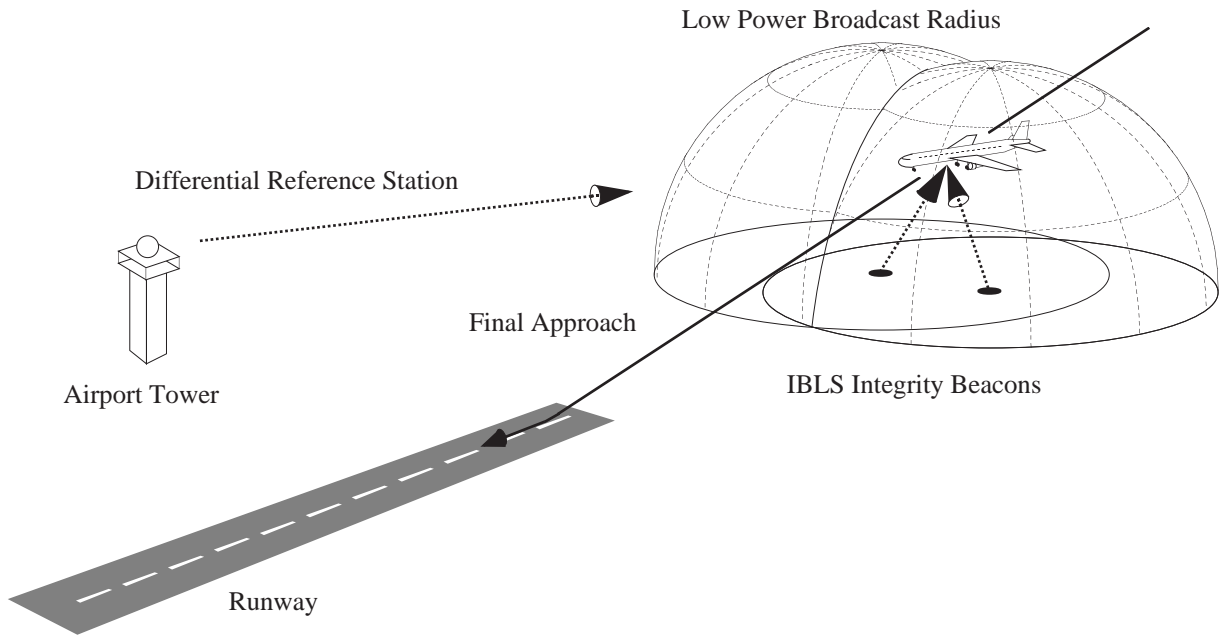 Low Power Broadcast Radius
Differential Reference Station
Final Approach
Airport Tower
IBLS Integrity Beacons
Runway